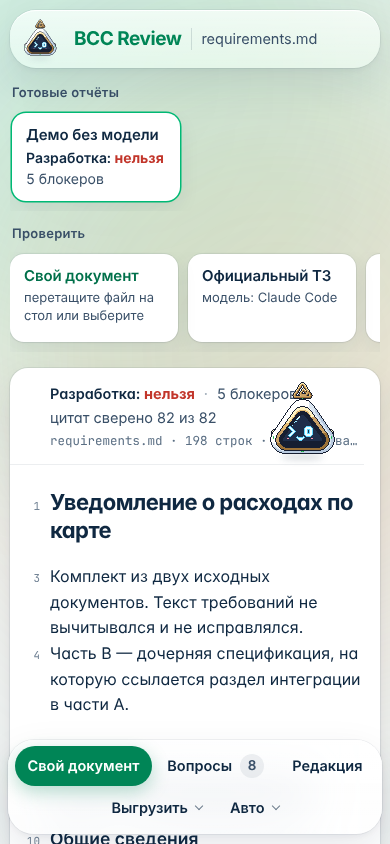 BCC Review requirements.md
Готовые отчёты
Демо без модели
Разработка: нельзя
5 блокеров
Проверить
Свой документ
перетащите файл на
стол или выберите
Официальный ТЗ
модель: Claude Code
Разработка: нельзя · 5 блокеров
цитат сверено 82 из 82
requirements.md · 198 строк ·
1 Уведомление о расходах по
карте
3 Комплект из двух исходных
документов. Текст требований не
вычитывался и не исправлялся.
4 Часть B — дочерняя спецификация, на
которую ссылается раздел интеграции
в части A.
Свой документ Вопросы 8 Редакция
Выгрузить Авто
10 Общие сведения